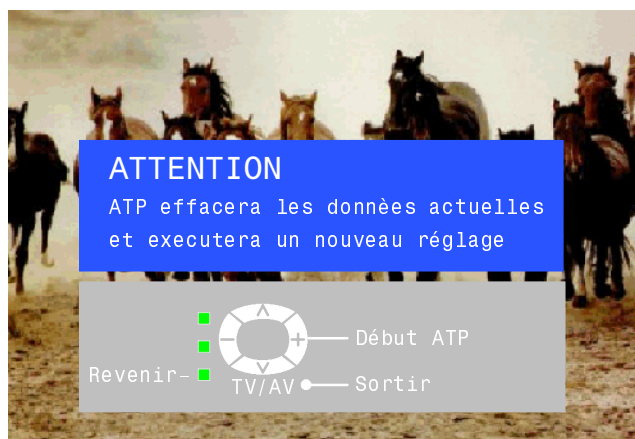 ATTENTION
ATP effacera les donnèes actuelles
et executera un nouveau réglage
Début ATP
Revenir
TV/AV
Sortir